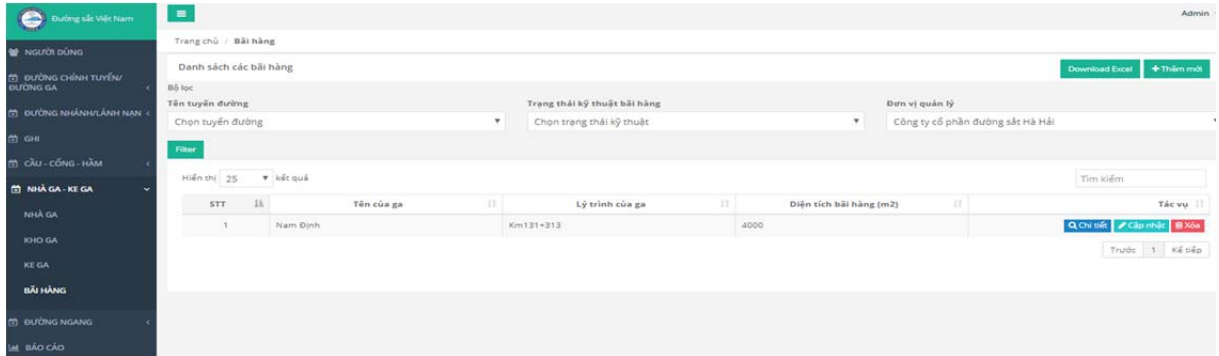 Đường sắt Việt Nam
Admin
NGƯỜI DÙNG
ĐƯỜNG CHÍNH TUYẾN/
ĐƯỜNG GA
ĐƯỜNG NHÁNH/LÁNH NẠN
GHI
CẦU - CỐNG - HẦM
NHÀ GA - KE GA
NHÀ GA
KHO GA
KE GA
BÃI HÀNG
ĐƯỜNG NGANG
BÁO CÁO
Trang chủ / Bãi hàng
Danh sách các bãi hàng
Download Excel
+ Thêm mới
Bộ lọc
Tên tuyến đường
Trạng thái kỹ thuật bãi hàng
Đơn vị quản lý
Chọn tuyến đường
Chọn trạng thái kỹ thuật
Công ty cổ phần đường sắt Hà Hải
Filter
Hiển thị 25 kết quả
Tìm kiếm
STT Tên của ga Lý trình của ga Diện tích bãi hàng (m2) Tác vụ
1 Nam Định Km131+313 4000 Chi tiết Cập nhật Xóa
Trước 1 Kế tiếp